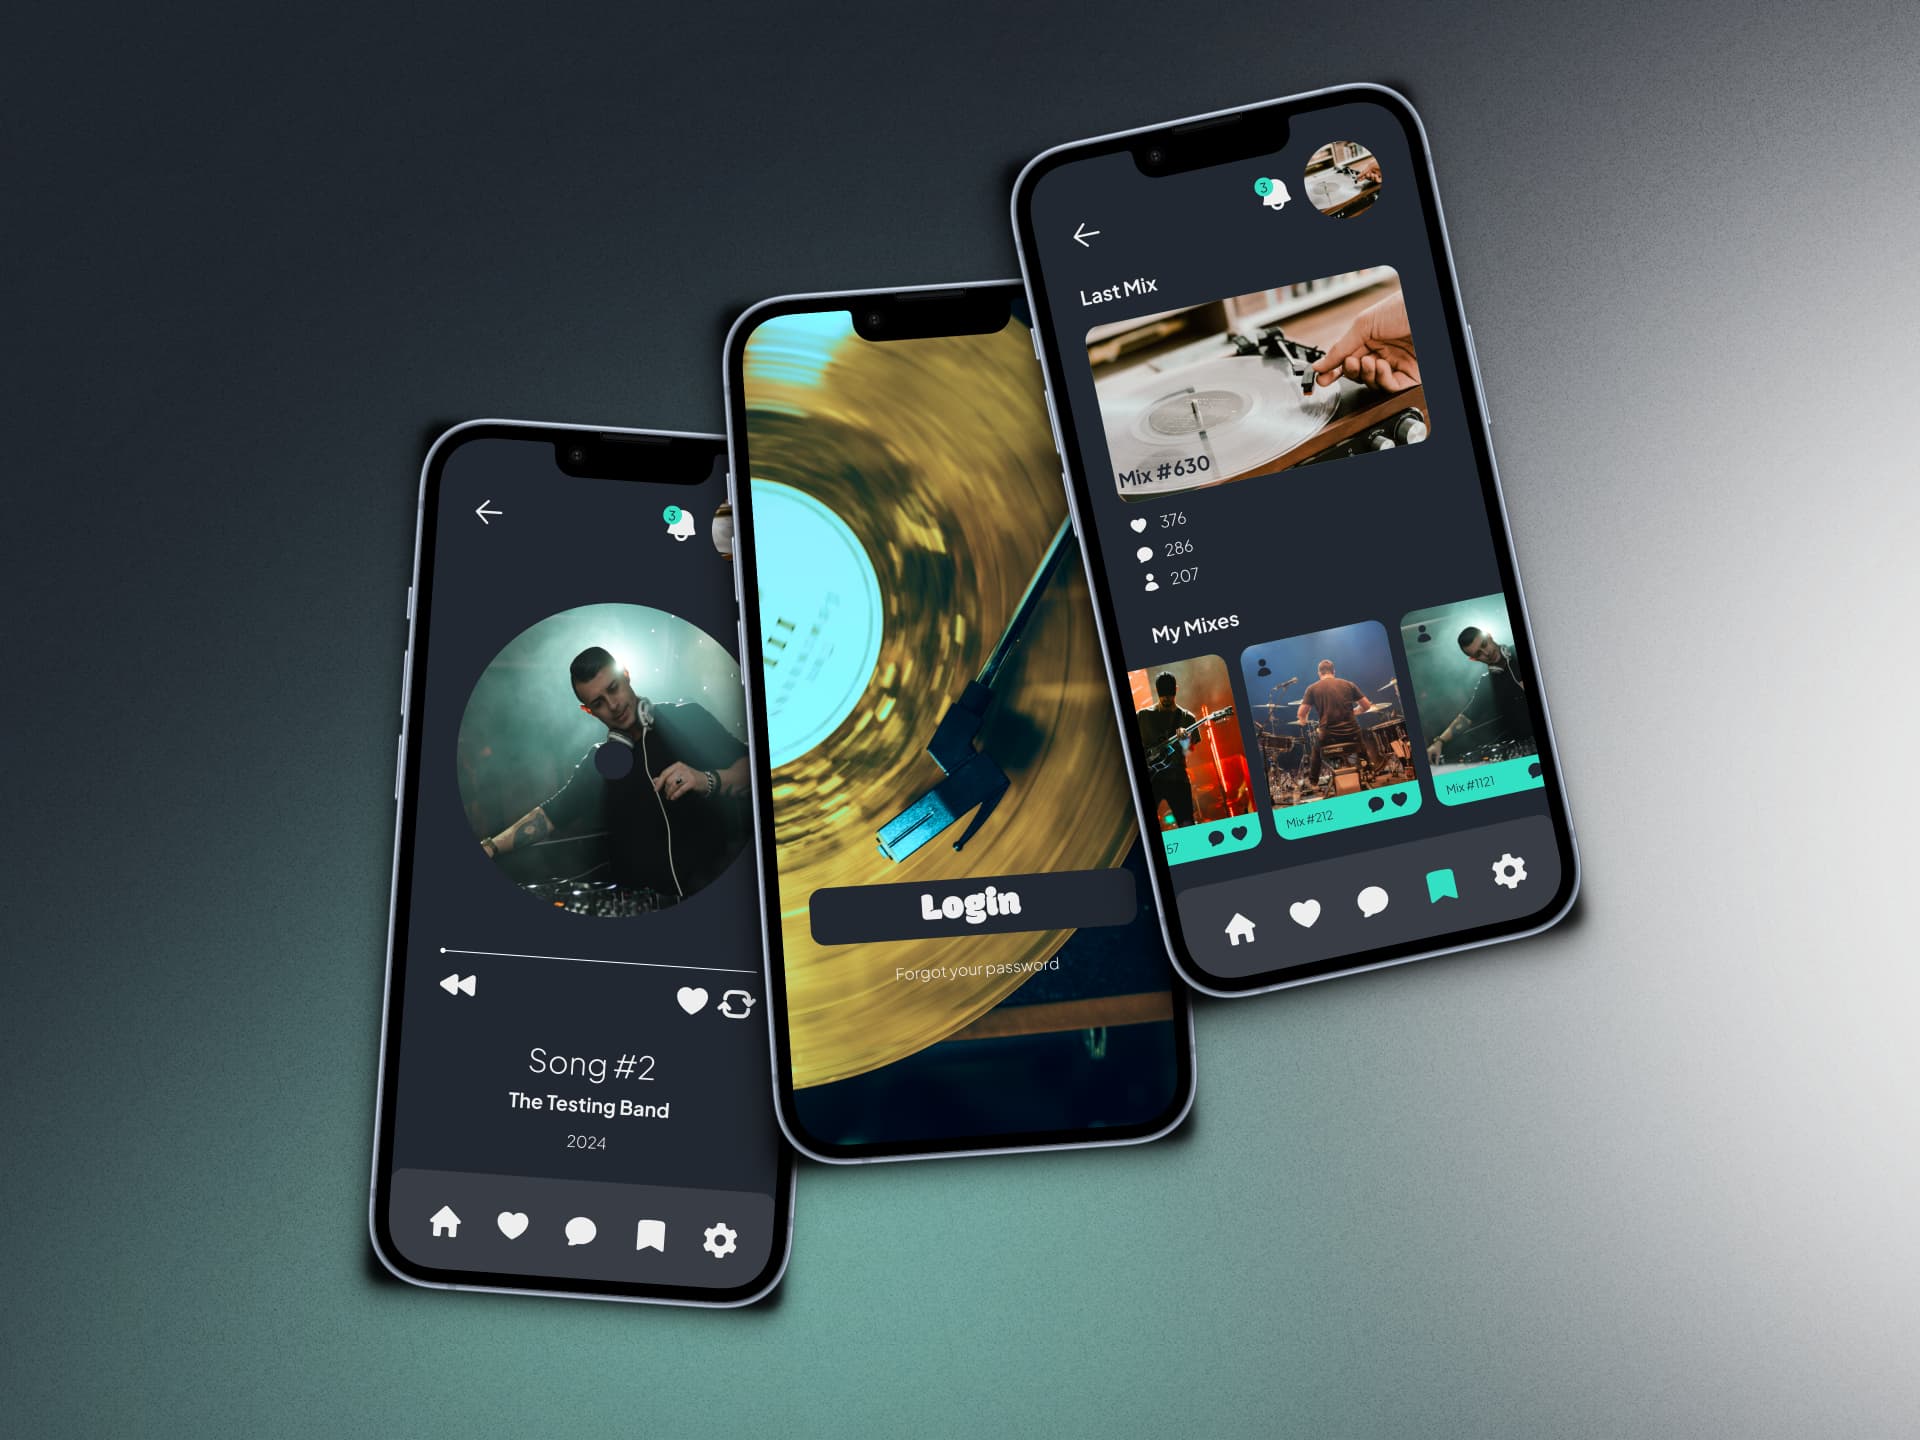 3
Song #2
The Testing Band
2024
Login
Forgot your password
3
Last Mix
Mix #630
376
286
207
My Mixes
57
Mix #212
Mix #1121